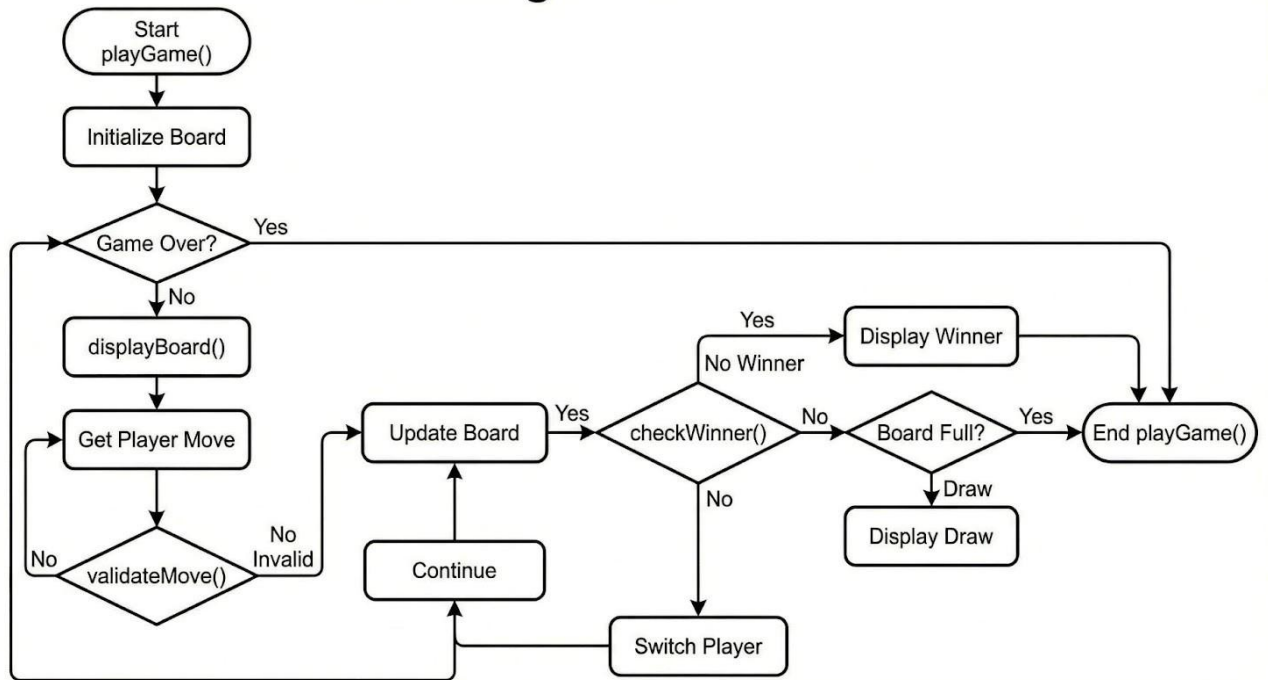 Start
playGame()
Initialize Board
Game Over?
Yes
No
displayBoard()
Get Player Move
validateMove()
No
No
Invalid
Update Board
Yes
Continue
checkWinner()
Yes
No Winner
Display Winner
No
Board Full?
Yes
End playGame()
Draw
Display Draw
No
Switch Player